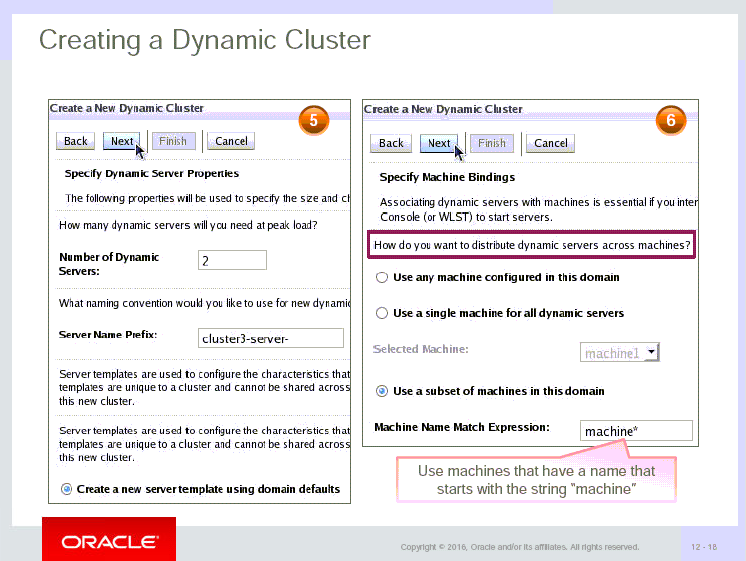 Creating a Dynamic Cluster
Create a New Dynamic Cluster
5
Back Next Finish Cancel
Specify Dynamic Server Properties
The following properties will be used to specify the size and ch
How many dynamic servers will you need at peak load?
Number of Dynamic
Servers:
2
What naming convention would you like to use for new dynamic
Server Name Prefix:
cluster3-server-
Server templates are used to configure the characteristics that
templates are unique to a cluster and cannot be shared across
this new cluster.
Server templates are used to configure the characteristics that
templates are unique to a cluster and cannot be shared across
this new cluster.
Create a new server template using domain defaults
Create a New Dynamic Cluster
6
Back Next Finish Cancel
Specify Machine Bindings
Associating dynamic servers with machines is essential if you inter
Console (or WLST) to start servers.
How do you want to distribute dynamic servers across machines?
Use any machine configured in this domain
Use a single machine for all dynamic servers
Selected Machine:
machine1
Use a subset of machines in this domain
Machine Name Match Expression:
machine*
Use machines that have a name that
starts with the string "machine"
ORACLE
Copyright © 2016, Oracle and/or its affiliates. All rights reserved.
12 - 18